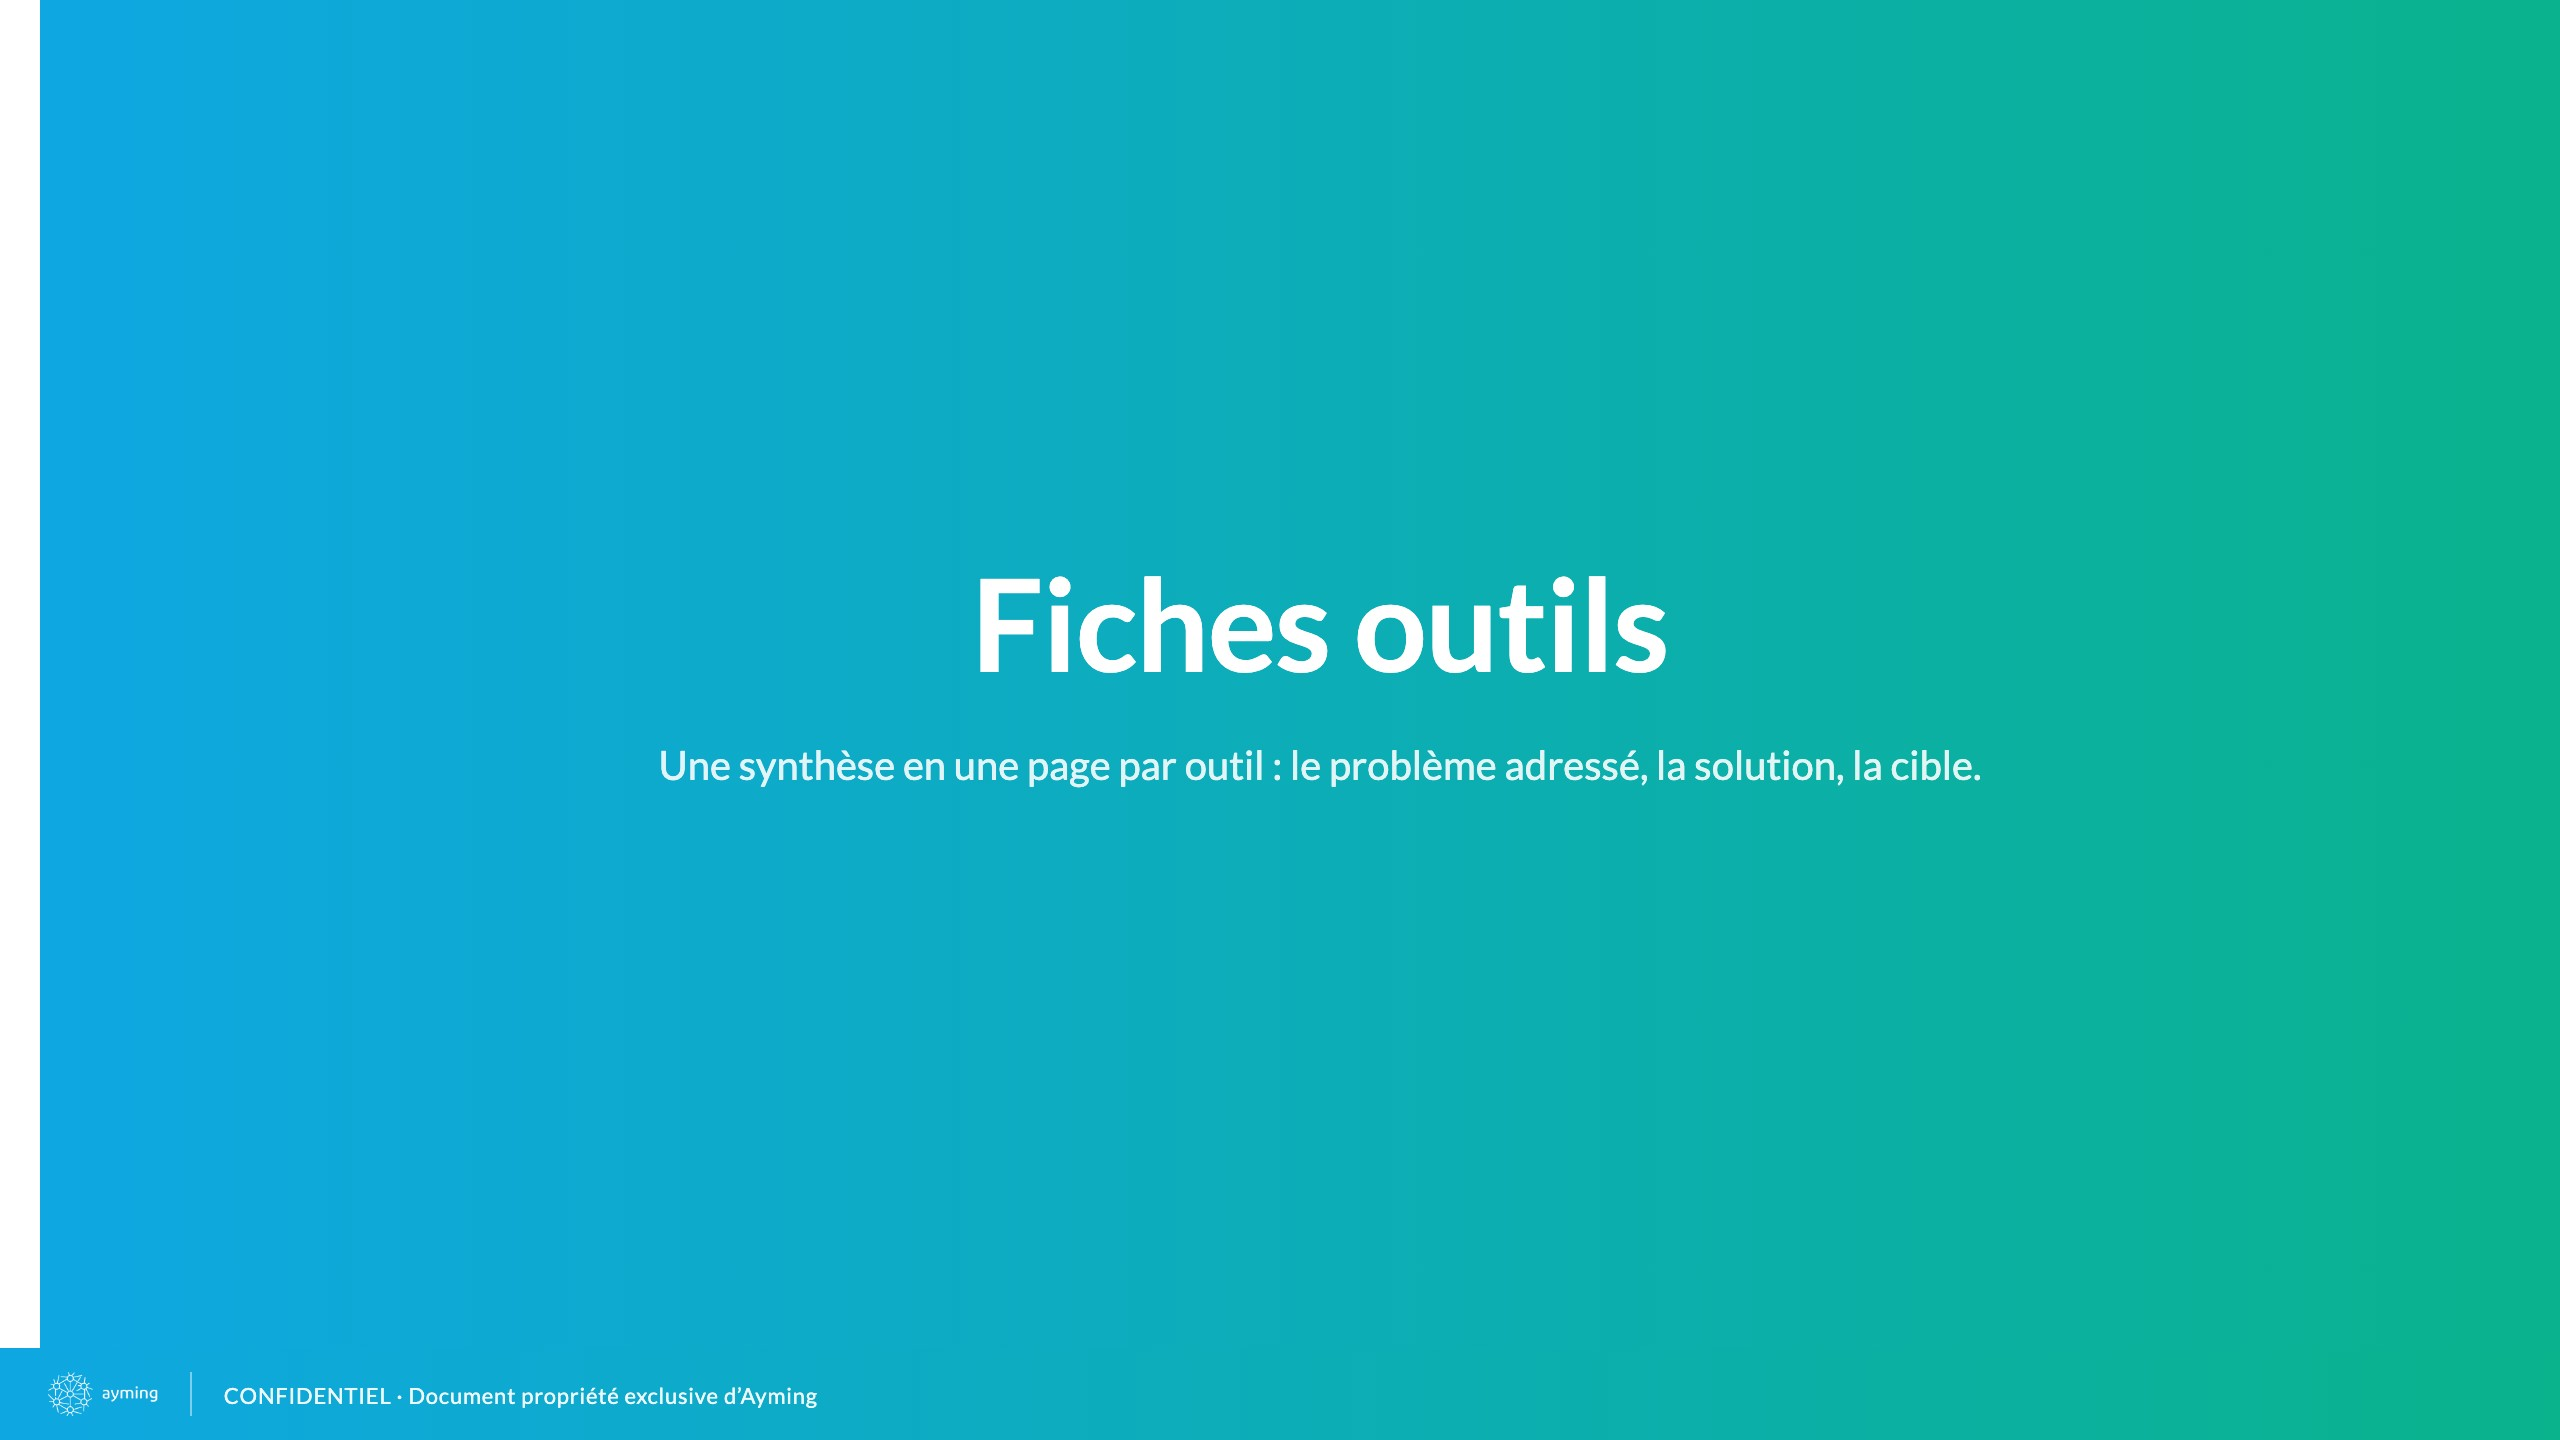 Fiches outils
Une synthèse en une page par outil : le problème adressé, la solution, la cible.
ayming
CONFIDENTIEL · Document propriété exclusive d’Ayming